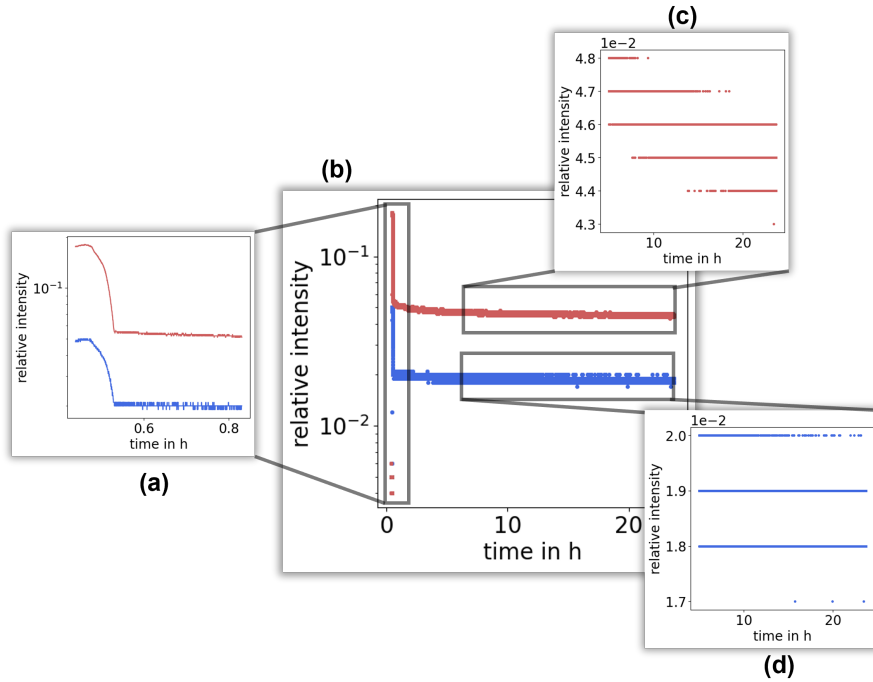 (c)
1e−2
4.8
4.7
4.6
4.5
4.4
4.3
relative intensity
10 20
time in h
(b)
10⁻¹
10⁻²
relative intensity
0 10 20
time in h
10⁻¹
relative intensity
0.6 0.8
time in h
(a)
1e−2
2.0
1.9
1.8
1.7
relative intensity
10 20
time in h
(d)